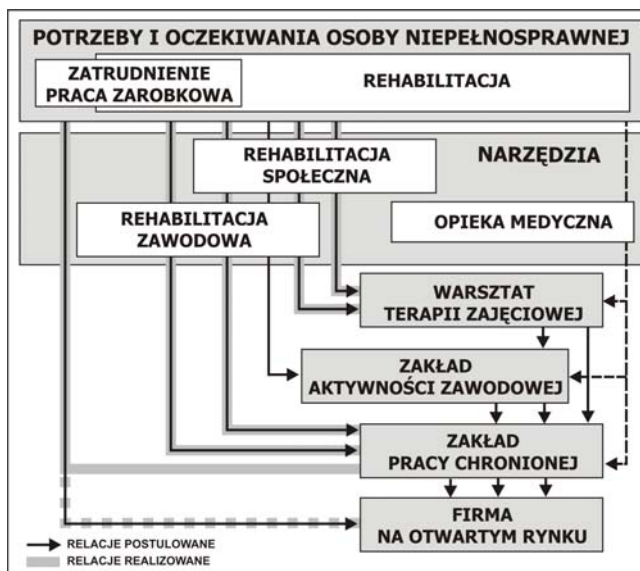 POTRZEBY I OCZEKIWANIA OSOBY NIEPEŁNOSPRAWNEJ
ZATRUDNIENIE
PRACA ZAROBKOWA
REHABILITACJA
NARZĘDZIA
REHABILITACJA
SPOŁECZNA
REHABILITACJA
ZAWODOWA
OPIEKA MEDYCZNA
WARSZTAT
TERAPII ZAJĘCIOWEJ
ZAKŁAD
AKTYWNOŚCI ZAWODOWEJ
ZAKŁAD
PRACY CHRONIONEJ
FIRMA
NA OTWARTYM RYNKU
RELACJE POSTULOWANE
RELACJE REALIZOWANE